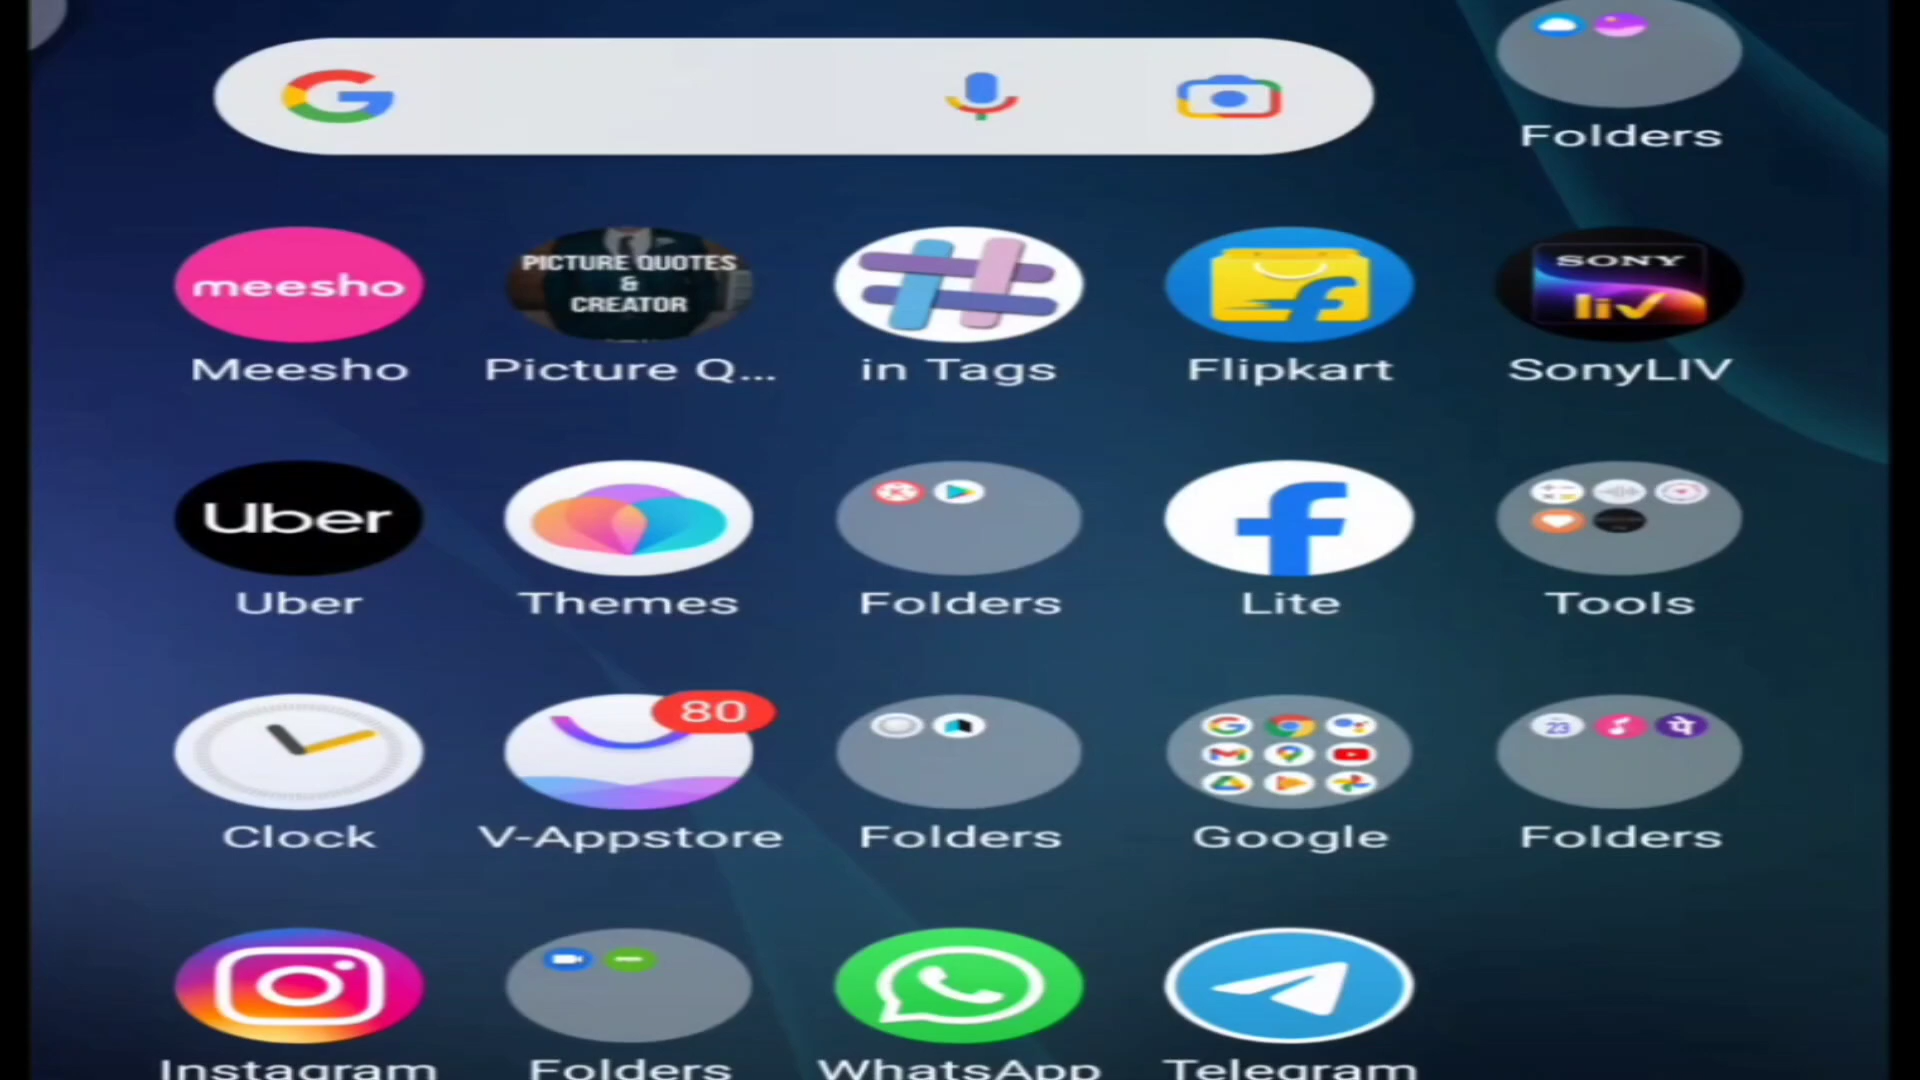 Folders
meesho
PICTURE QUOTES
&
CREATOR
SONY
liv
Meesho
Picture Q...
in Tags
Flipkart
SonyLIV
Uber
Uber
Themes
Folders
Lite
Tools
80
23
पे
Clock
V-Appstore
Folders
Google
Folders
Instagram
Folders
WhatsApp
Telegram